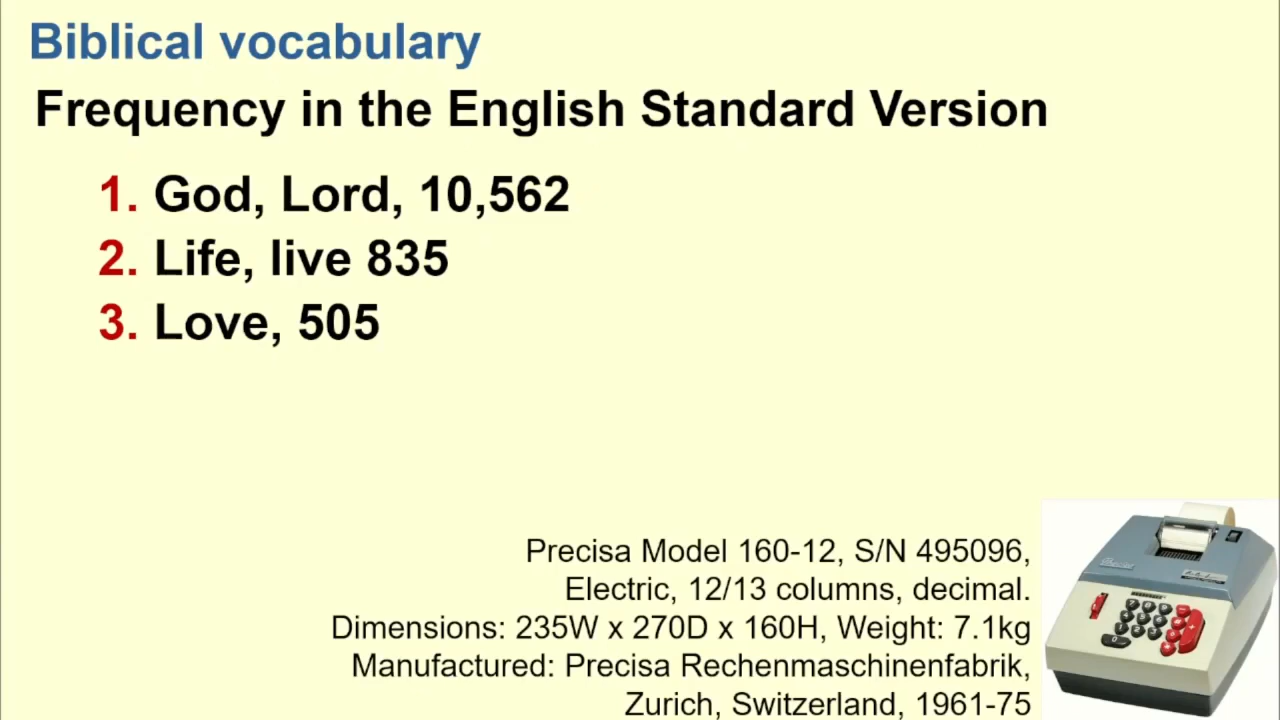 Biblical vocabulary
Frequency in the English Standard Version
1. God, Lord, 10,562
2. Life, live 835
3. Love, 505
Precisa Model 160-12, S/N 495096,
Electric, 12/13 columns, decimal.
Dimensions: 235W x 270D x 160H, Weight: 7.1kg
Manufactured: Precisa Rechenmaschinenfabrik,
Zurich, Switzerland, 1961-75